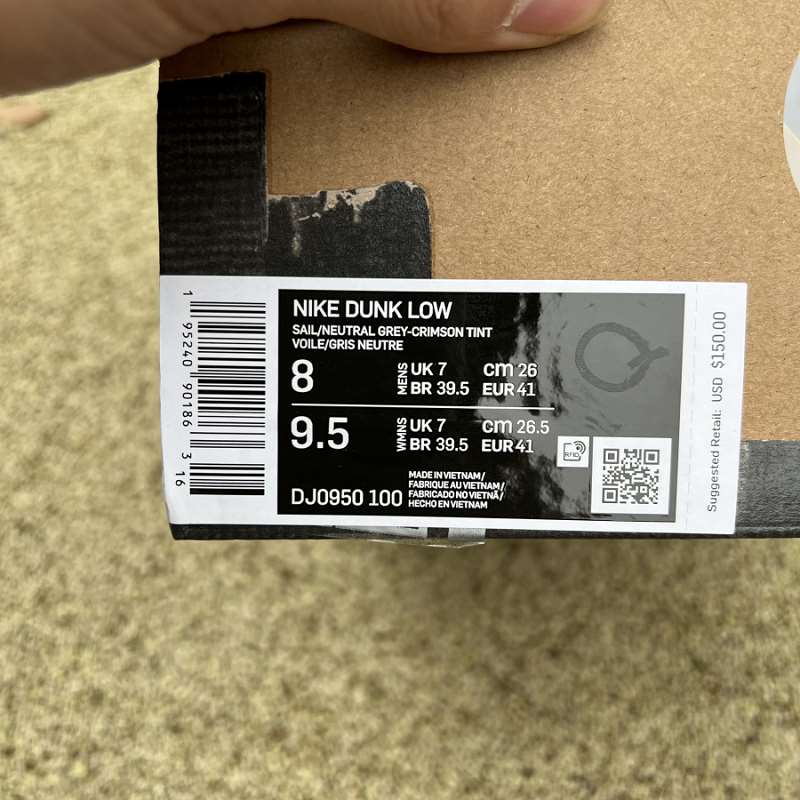 NIKE DUNK LOW
SAIL/NEUTRAL GREY-CRIMSON TINT
VOILE/GRIS NEUTRE
8 MENS UK 7 cm 26
BR 39.5 EUR 41
9.5 WMNS UK 7 cm 26.5
BR 39.5 EUR 41
RFID
DJ0950 100
MADE IN VIETNAM/
FABRIQUE AU VIETNAM/
FABRICADO NO VIETNÃ/
HECHO EN VIETNAM
1 95240 90186 3 16
Q
Suggested Retail: USD $150.00